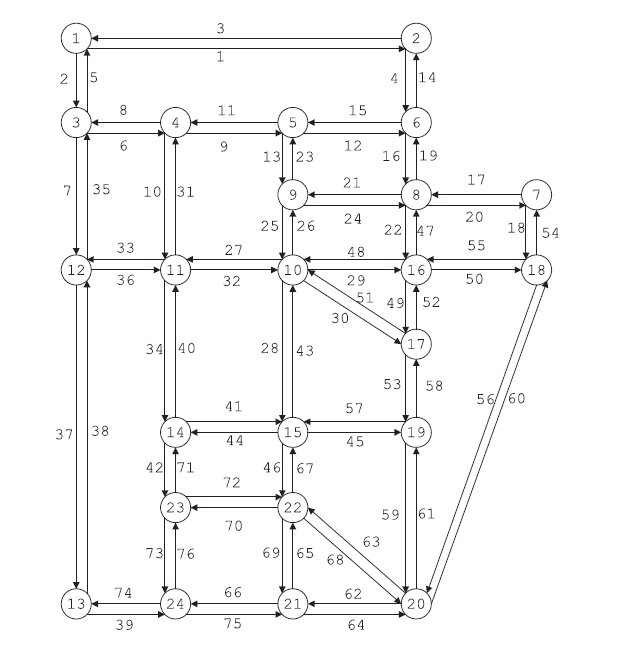 3
1 2
1
2 5 4 14
8 11 15
3 4 5 6
6 9 12
13 23 16 19
21 17
7 35 10 31 9 8 7
24 20
25 26 22 47 18 54
33 27 48 55
12 11 10 16 18
36 32 29 50
51 49 52
30
17
34 40 28 43
53 58
56 60
41 57
37 38 14 15 19
44 45
42 71 46 67
72
23 22
70 59 61
63
73 76 69 65 68
74 66 62
13 24 21 20
39 75 64